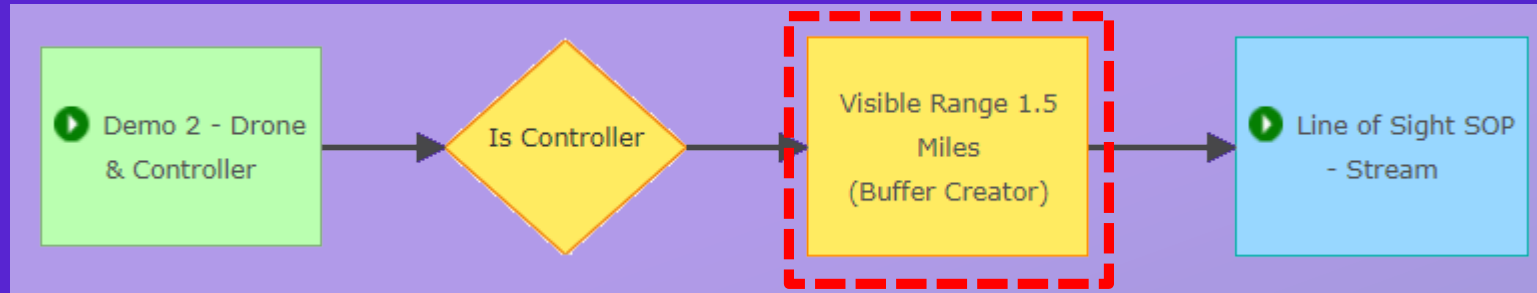 Demo 2 - Drone
& Controller
Is Controller
Visible Range 1.5
Miles
(Buffer Creator)
Line of Sight SOP
- Stream